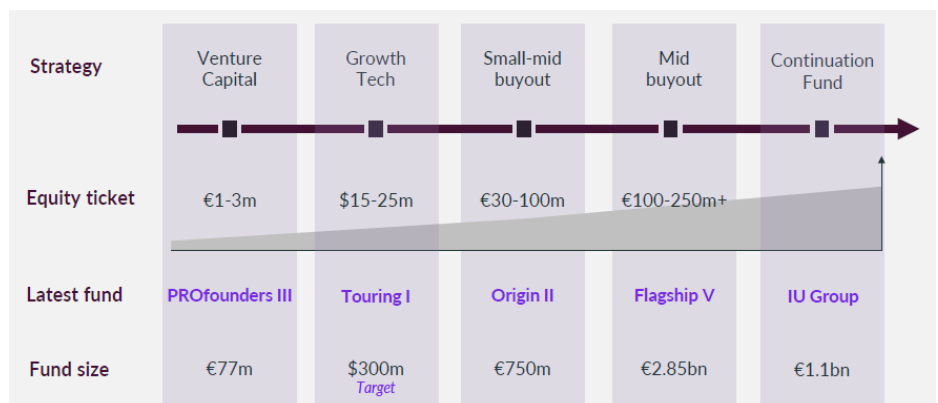 Strategy
Venture
Capital
Growth
Tech
Small-mid
buyout
Mid
buyout
Continuation
Fund
Equity ticket
€1-3m
$15-25m
€30-100m
€100-250m+
Latest fund
PROfounders III
Touring I
Origin II
Flagship V
IU Group
Fund size
€77m
$300m
Target
€750m
€2.85bn
€1.1bn